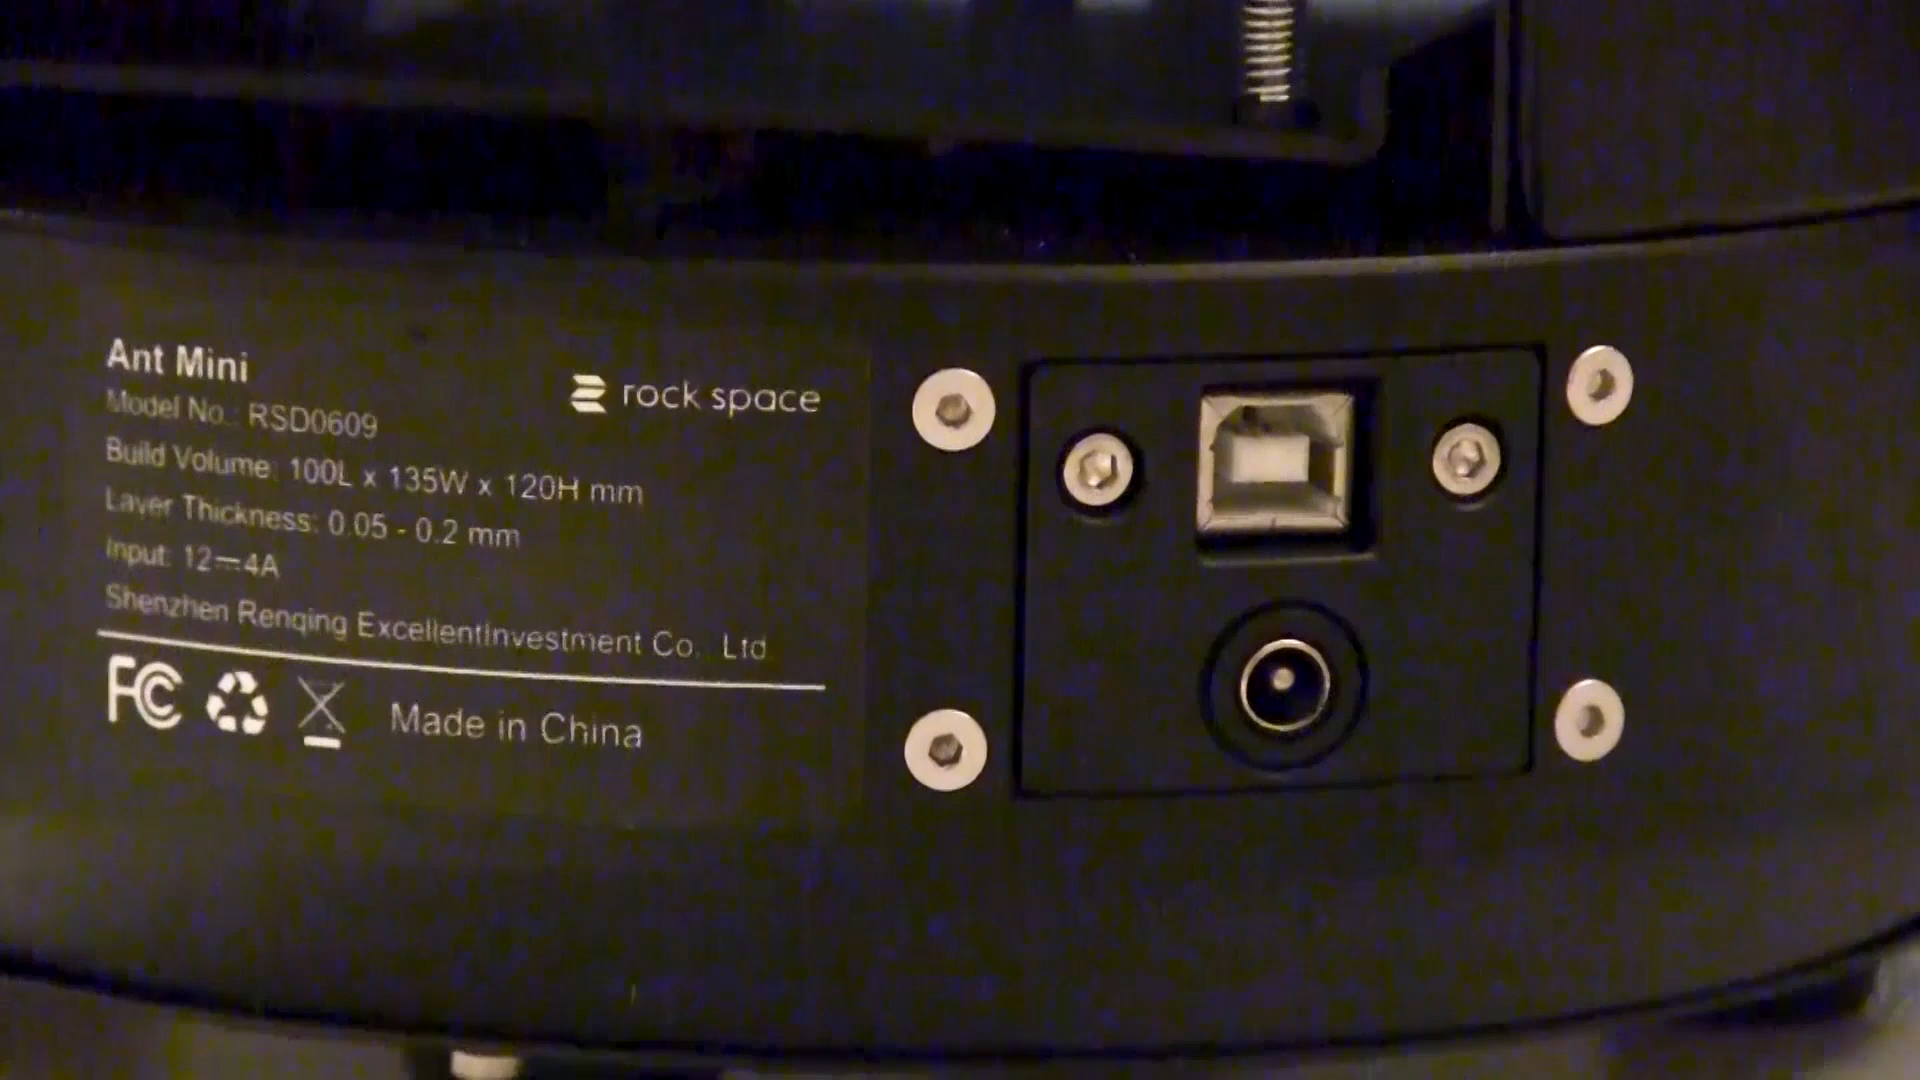 Ant Mini
rock space
Model No.: RSD0609
Build Volume: 100L x 135W x 120H mm
Layer Thickness: 0.05 - 0.2 mm
Input: 12⎓4A
Shenzhen Renqing ExcellentInvestment Co. Ltd
FC
Made in China